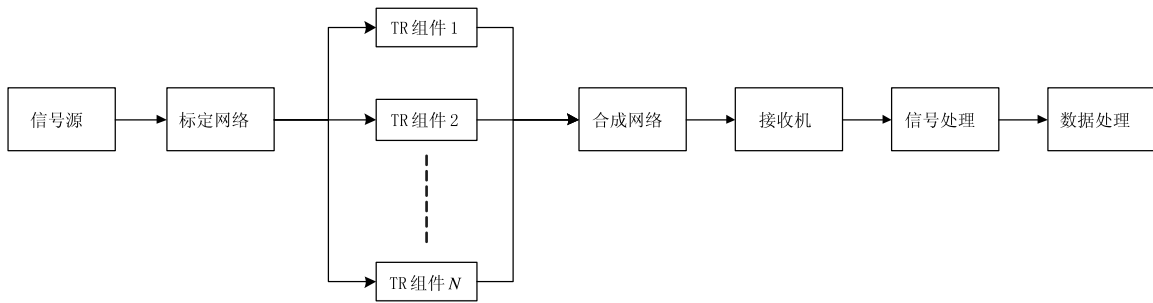 信号源
标定网络
TR组件1
TR组件2
TR组件N
合成网络
接收机
信号处理
数据处理